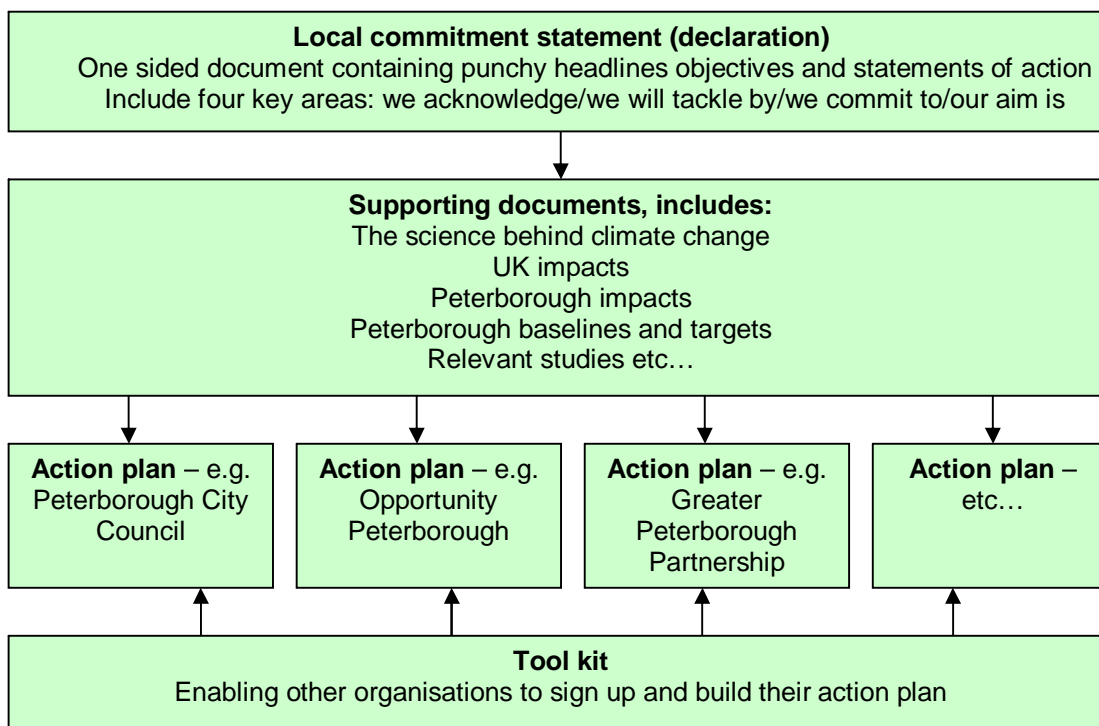 Local commitment statement (declaration)
One sided document containing punchy headlines objectives and statements of action
Include four key areas: we acknowledge/we will tackle by/we commit to/our aim is
Supporting documents, includes:
The science behind climate change
UK impacts
Peterborough impacts
Peterborough baselines and targets
Relevant studies etc…
Action plan – e.g.
Peterborough City
Council
Action plan – e.g.
Opportunity
Peterborough
Action plan – e.g.
Greater
Peterborough
Partnership
Action plan –
etc…
Tool kit
Enabling other organisations to sign up and build their action plan